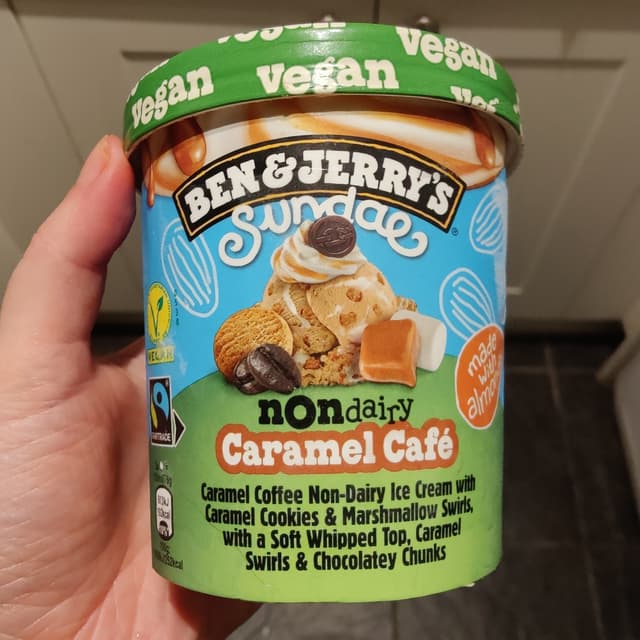 vegan
vegan
vegan
BEN & JERRY'S
Sundae
VEGAN
made
with
FAIRTRADE
nOndairy
Caramel Café
Caramel Coffee Non-Dairy Ice Cream with
Caramel Cookies & Marshmallow Swirls,
with a Soft Whipped Top, Caramel
Swirls & Chocolatey Chunks